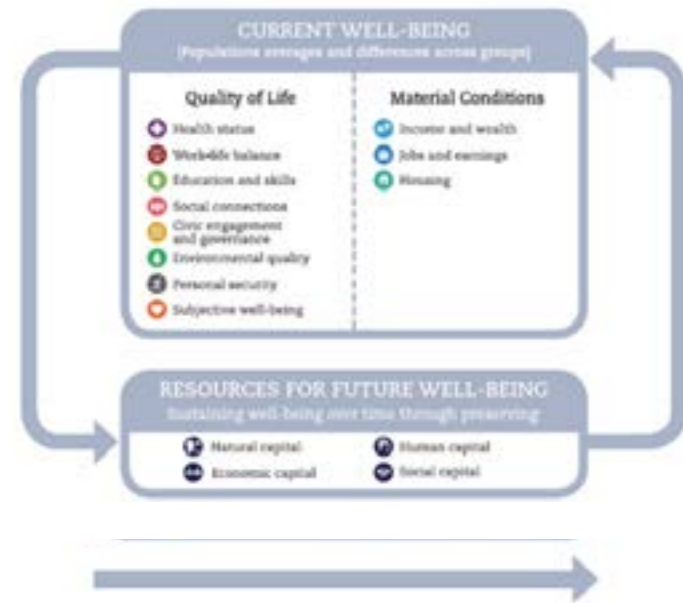 CURRENT WELL-BEING
(Populations averages and differences across groups)
Quality of Life
Health status
Work-life balance
Education and skills
Social connections
Civic engagement
and governance
Environmental quality
Personal security
Subjective well-being
Material Conditions
Income and wealth
Jobs and earnings
Housing
RESOURCES FOR FUTURE WELL-BEING
Sustaining well-being over time through preserving
Natural capital
Economic capital
Human capital
Social capital